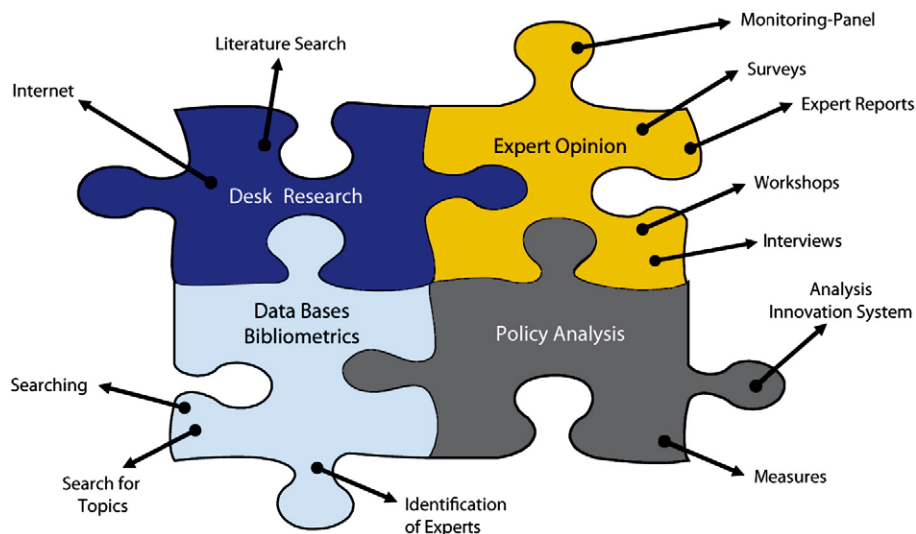 Monitoring-Panel
Literature Search
Surveys
Internet
Expert Reports
Expert Opinion
Desk Research
Workshops
Interviews
Data Bases
Bibliometrics
Policy Analysis
Analysis
Innovation System
Searching
Search for
Topics
Identification
of Experts
Measures